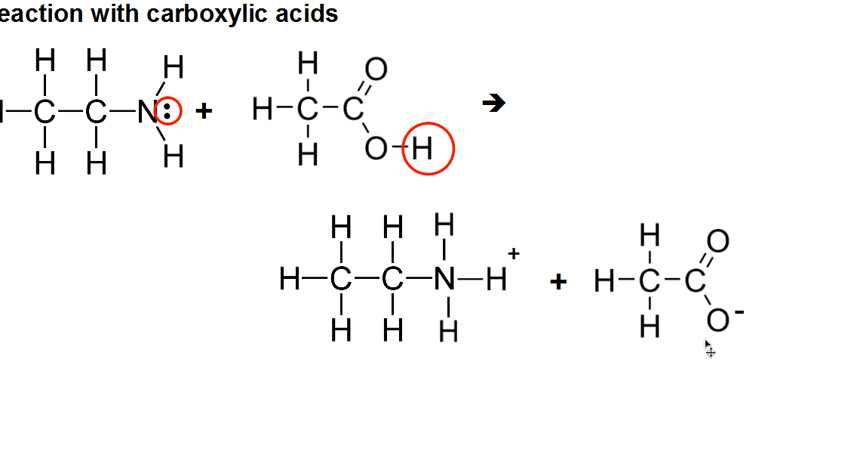 eaction with carboxylic acids
H H H H O
–C–C–N: + H–C–C ➔
H H H H O–H
H H H H O
H–C–C–N–H + + H–C–C
H H H H O-